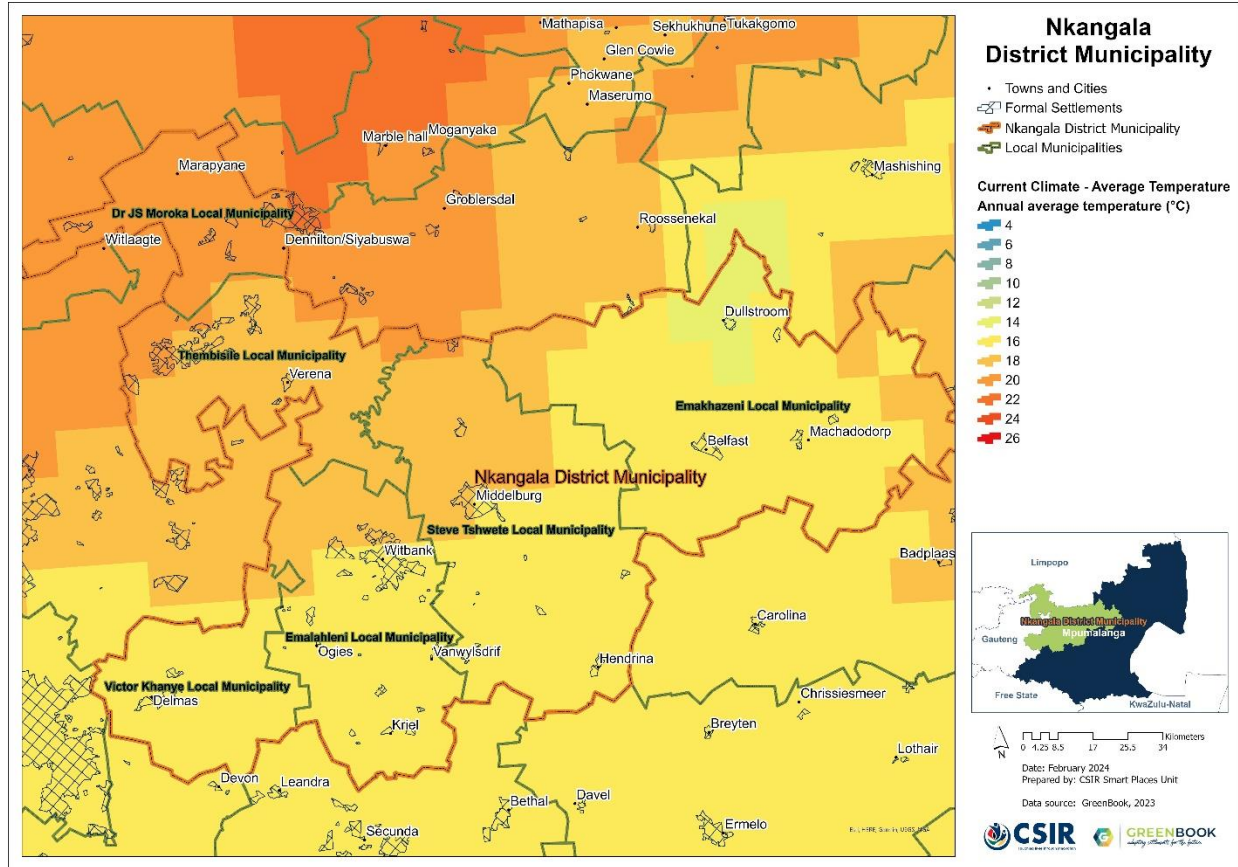 Nkangala
District Municipality
Towns and Cities
Formal Settlements
Nkangala District Municipality
Local Municipalities
Current Climate - Average Temperature
Annual average temperature (°C)
4
6
8
10
12
14
16
18
20
22
24
26
Mathapisa
Sekhukhune
Tukakgomo
Glen Cowie
Phokwane
Maserumo
Moganyaka
Marble hall
Marapyane
Mashishing
Groblersdal
Dr JS Moroka Local Municipality
Roossenekal
Witlaagte
Dennilton/Siyabuswa
Dullstroom
Thembisile Local Municipality
Verena
Emakhazeni Local Municipality
Machadodorp
Belfast
Nkangala District Municipality
Middelburg
Steve Tshwete Local Municipality
Witbank
Badplaas
Carolina
Emalahleni Local Municipality
Ogies
Vanwylsdrif
Hendrina
Victor Khanye Local Municipality
Delmas
Chrissiesmeer
Kriel
Breyten
Lothair
Devon
Leandra
Bethal
Davel
Secunda
Ermelo
Limpopo
Nkangala District Municipality
Mpumalanga
Gauteng
Free State
KwaZulu-Natal
N
Kilometers
0 4.25 8.5 17 25.5 34
Date: February 2024
Prepared by: CSIR Smart Places Unit
Data source: GreenBook, 2023
CSIR
GREENBOOK